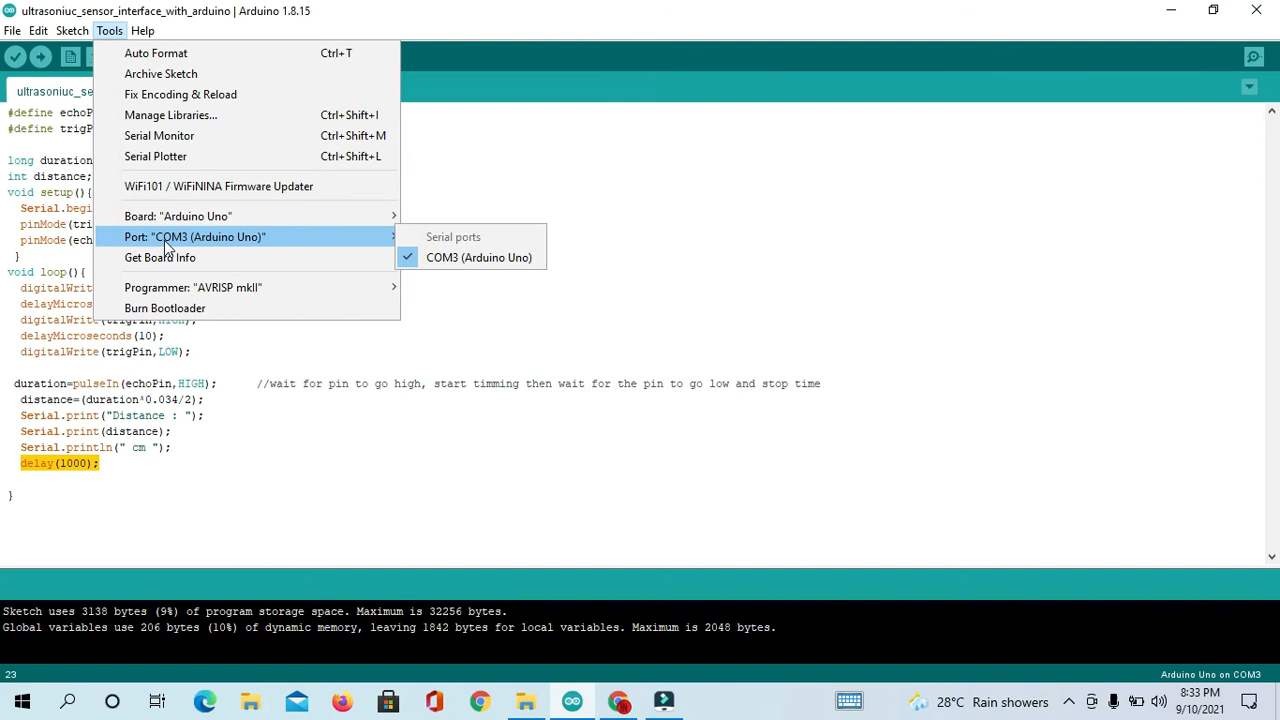 ultrasoniuc_sensor_interface_with_arduino | Arduino 1.8.15
File Edit Sketch Tools Help
Auto Format Ctrl+T
Archive Sketch
Fix Encoding & Reload
Manage Libraries... Ctrl+Shift+I
Serial Monitor Ctrl+Shift+M
Serial Plotter Ctrl+Shift+L
WiFi101 / WiFiNINA Firmware Updater
Board: "Arduino Uno"
Port: "COM3 (Arduino Uno)"
Get Board Info
Programmer: "AVRISP mkII"
Burn Bootloader
Serial ports
COM3 (Arduino Uno)
ultrasoniuc_se
#define echoP
#define trigP
long duration
int distance;
void setup(){
Serial.begi
pinMode(tri
pinMode(ech
}
void loop(){
digitalWrit
delayMicros
digitalWrite(trigPin,HIGH);
delayMicroseconds(10);
digitalWrite(trigPin,LOW);
duration=pulseIn(echoPin,HIGH); //wait for pin to go high, start timming then wait for the pin to go low and stop time
distance=(duration*0.034/2);
Serial.print("Distance : ");
Serial.print(distance);
Serial.println(" cm ");
delay(1000);
}
Sketch uses 3138 bytes (9%) of program storage space. Maximum is 32256 bytes.
Global variables use 206 bytes (10%) of dynamic memory, leaving 1842 bytes for local variables. Maximum is 2048 bytes.
23 Arduino Uno on COM3
28°C Rain showers
8:33 PM
9/10/2021